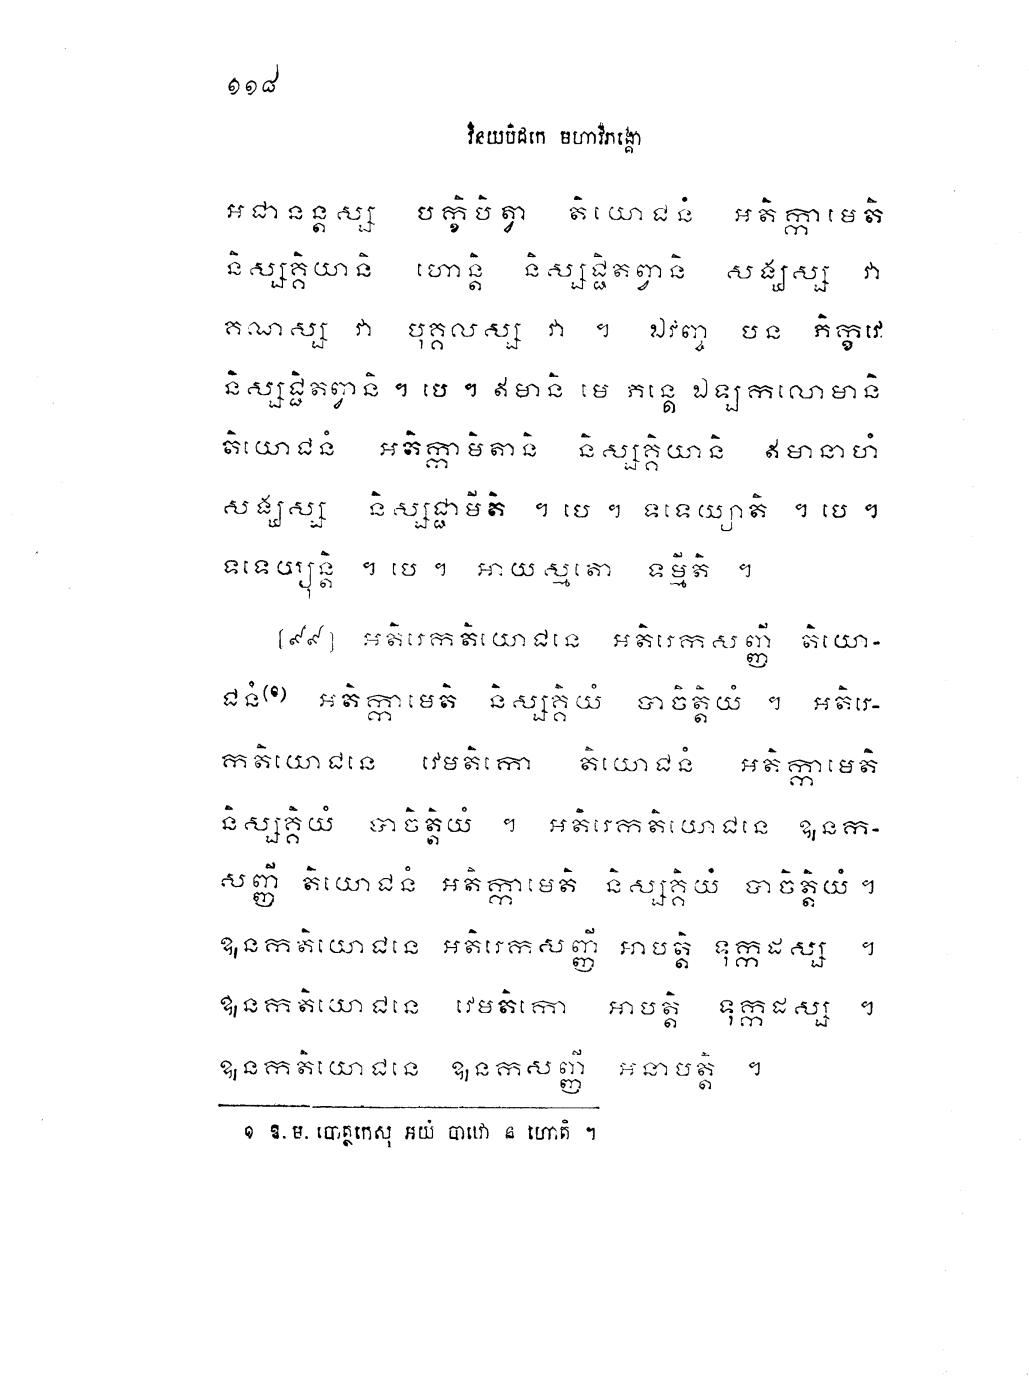 ១១៨
វិនយបិដកេ មហាវិភង្គោ
អជានន្តស្ស បក្ខិបិត្វា តិយោជនំ អតិក្កាមេតិ
និស្សគ្គិយានិ ហោន្តិ និស្សជ្ជិតព្វានិ សង្ឃស្ស វា
គណស្ស វា បុគ្គលស្ស វា ។ ឯវញ្ច បន ភិក្ខវេ
និស្សជ្ជិតព្វានិ ។ បេ ។ ឥមានិ មេ ភន្តេ ឯឡកលោមានិ
តិយោជនំ អតិក្កាមិតានិ និស្សគ្គិយានិ ឥមានាហំ
សង្ឃស្ស និស្សជ្ជាមីតិ ។ បេ ។ ទទេយ្យាតិ ។ បេ ។
ទទេយ្យុន្តិ ។ បេ ។ អាយស្មតោ ទម្មីតិ ។
[៩៩] អតិរេកតិយោជនេ អតិរេកសញ្ញី តិយោ-
ជនំ(១) អតិក្កាមេតិ និស្សគ្គិយំ បាចិត្តិយំ ។ អតិរេ-
កតិយោជនេ វេមតិកោ តិយោជនំ អតិក្កាមេតិ
និស្សគ្គិយំ បាចិត្តិយំ ។ អតិរេកតិយោជនេ ឩនក-
សញ្ញី តិយោជនំ អតិក្កាមេតិ និស្សគ្គិយំ បាចិត្តិយំ ។
ឩនកតិយោជនេ អតិរេកសញ្ញី អាបត្តិ ទុក្កដស្ស ។
ឩនកតិយោជនេ វេមតិកោ អាបត្តិ ទុក្កដស្ស ។
ឩនកតិយោជនេ ឩនកសញ្ញី អនាបត្តិ ។
១ ឱ. ម. បោត្ថកេសុ អយំ បាឋោ ន ហោតិ ។